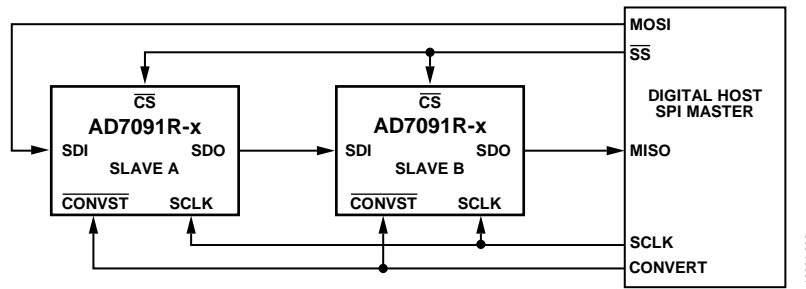 MOSI
SS
CS
CS
DIGITAL HOST
SPI MASTER
AD7091R-x
AD7091R-x
SDI
SDO
SDI
SDO
MISO
SLAVE A
SLAVE B
CONVST
SCLK
CONVST
SCLK
SCLK
CONVERT